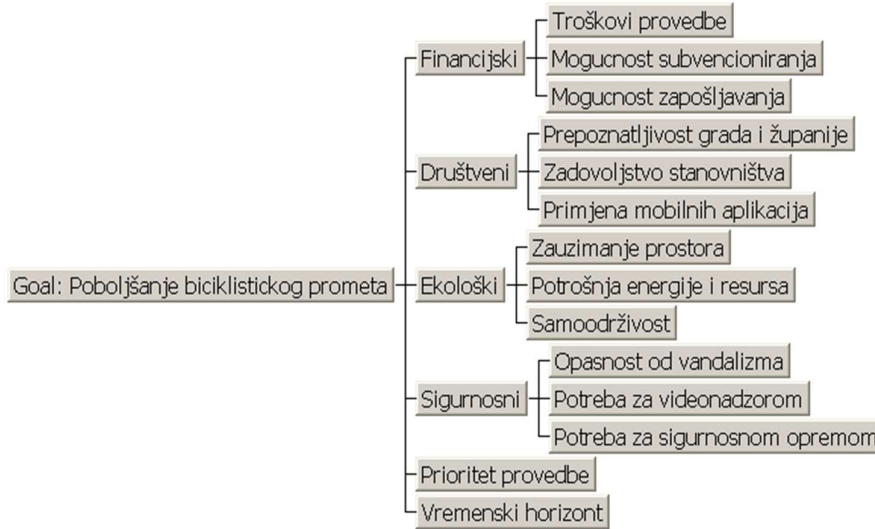 Troškovi provedbe
Financijski
Mogucnost subvencioniranja
Mogucnost zapošljavanja
Prepoznatljivost grada i županije
Društveni
Zadovoljstvo stanovništva
Primjena mobilnih aplikacija
Zauzimanje prostora
Goal: Poboljšanje biciklistickog prometa
Ekološki
Potrošnja energije i resursa
Samoodrživost
Opasnost od vandalizma
Sigurnosni
Potreba za videonadzorom
Potreba za sigurnosnom opremom
Prioritet provedbe
Vremenski horizont